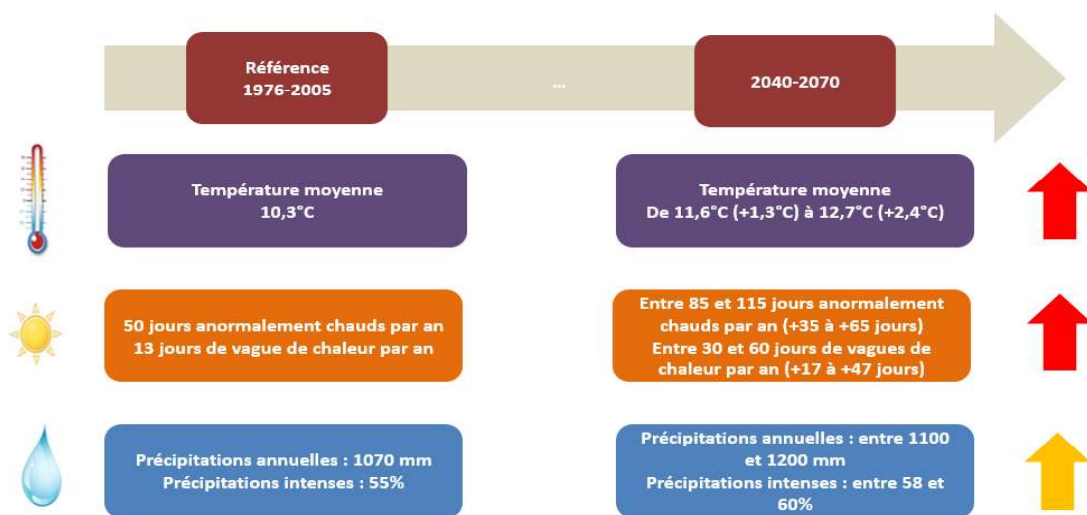 Référence
1976-2005
...
2040-2070
Température moyenne
10,3°C
Température moyenne
De 11,6°C (+1,3°C) à 12,7°C (+2,4°C)
50 jours anormalement chauds par an
13 jours de vague de chaleur par an
Entre 85 et 115 jours anormalement
chauds par an (+35 à +65 jours)
Entre 30 et 60 jours de vagues de
chaleur par an (+17 à +47 jours)
Précipitations annuelles : 1070 mm
Précipitations intenses : 55%
Précipitations annuelles : entre 1100
et 1200 mm
Précipitations intenses : entre 58 et
60%